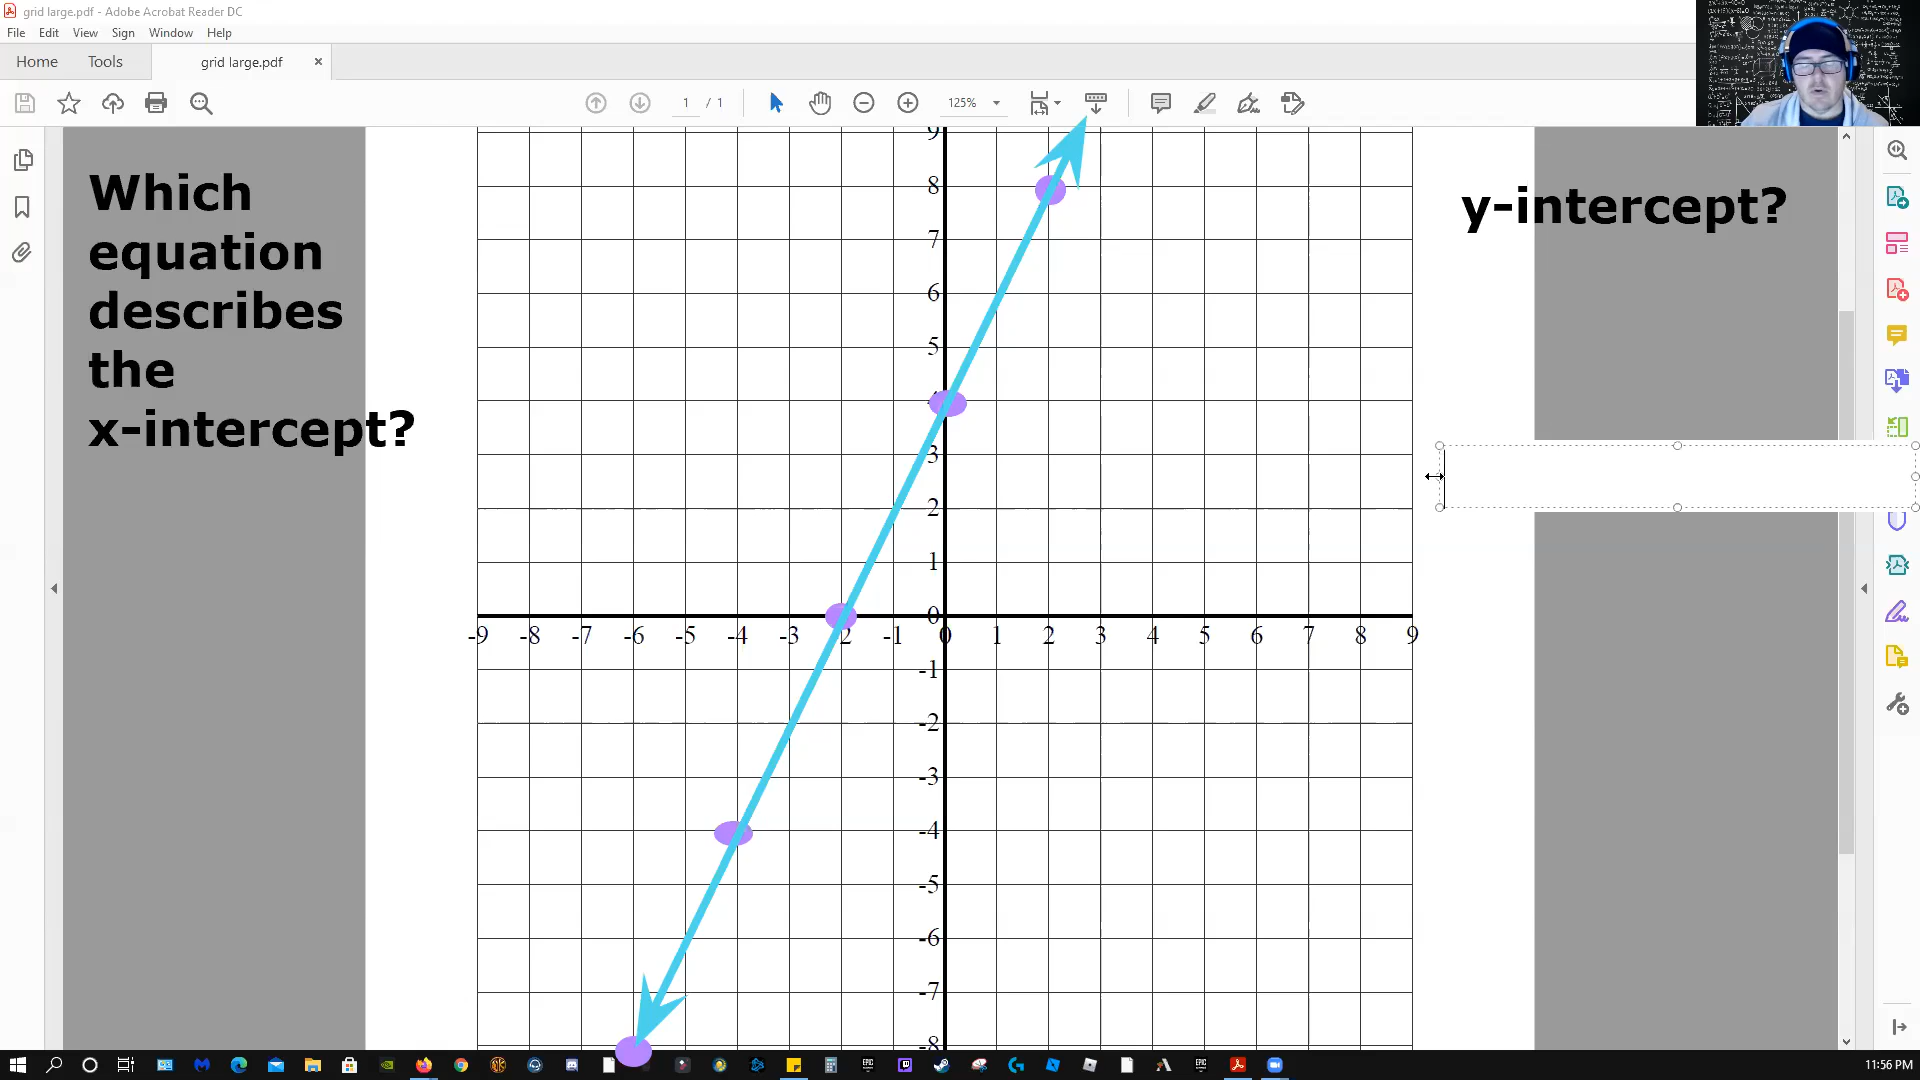 grid large.pdf - Adobe Acrobat Reader DC
File Edit View Sign Window Help
Home Tools grid large.pdf ×
1 / 1 125%
Which
equation
describes
the
x-intercept?
y-intercept?
9
8
7
6
5
4
3
2
1
0
-9 -8 -7 -6 -5 -4 -3 -2 -1 0 1 2 3 4 5 6 7 8 9
-1
-2
-3
-4
-5
-6
-7
-8
11:56 PM